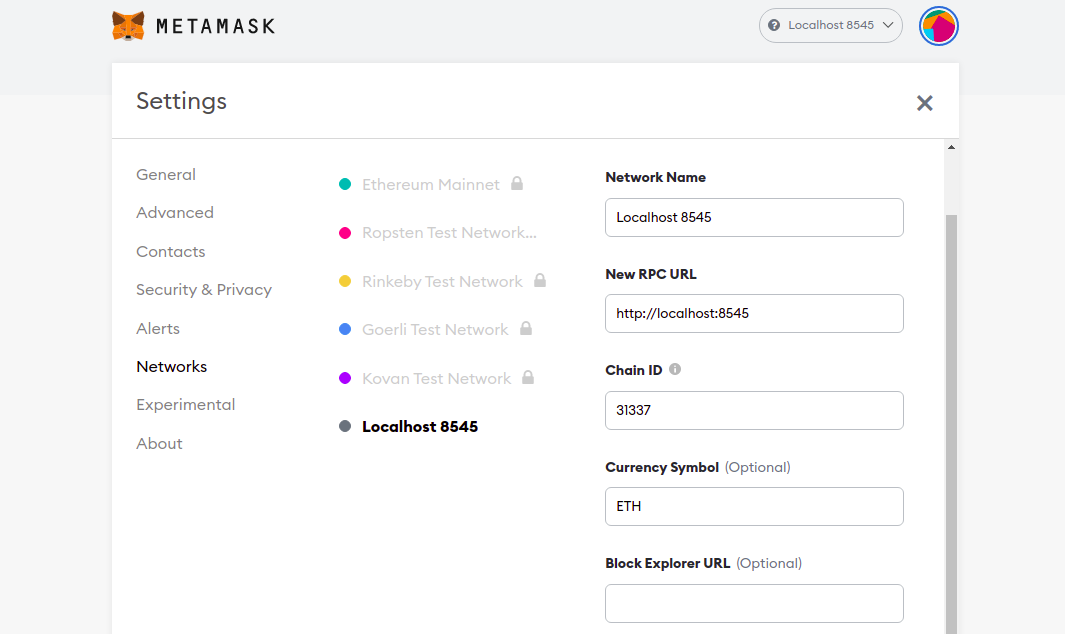 METAMASK
Localhost 8545
Settings
General
Advanced
Contacts
Security & Privacy
Alerts
Networks
Experimental
About
Ethereum Mainnet
Ropsten Test Network...
Rinkeby Test Network
Goerli Test Network
Kovan Test Network
Localhost 8545
Network Name
Localhost 8545
New RPC URL
http://localhost:8545
Chain ID
31337
Currency Symbol (Optional)
ETH
Block Explorer URL (Optional)